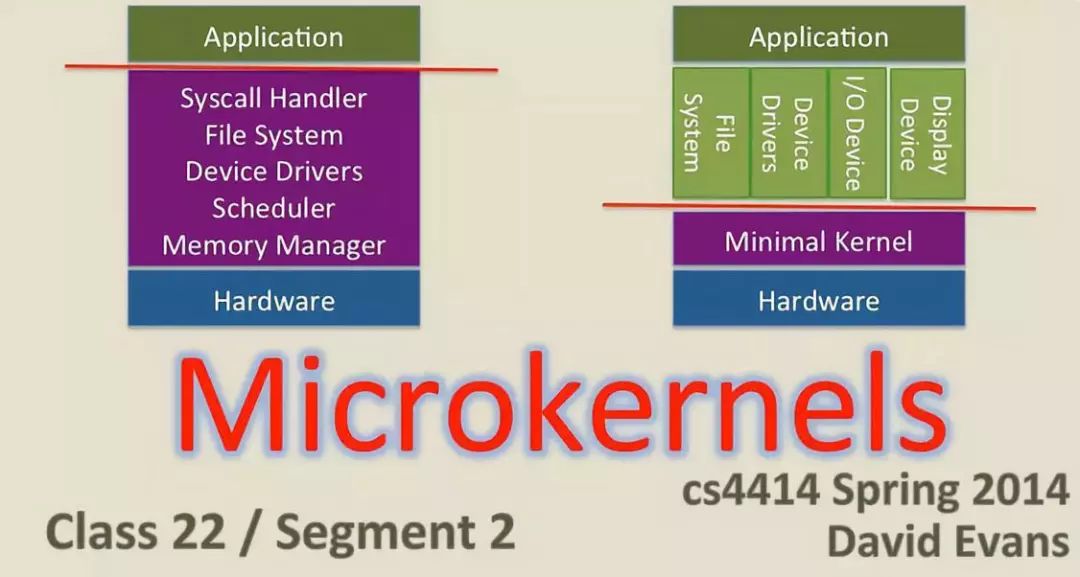 Application
Syscall Handler
File System
Device Drivers
Scheduler
Memory Manager
Hardware
Application
File
System
Device
Drivers
I/O Device
Display
Device
Minimal Kernel
Hardware
Microkernels
cs4414 Spring 2014
Class 22 / Segment 2
David Evans